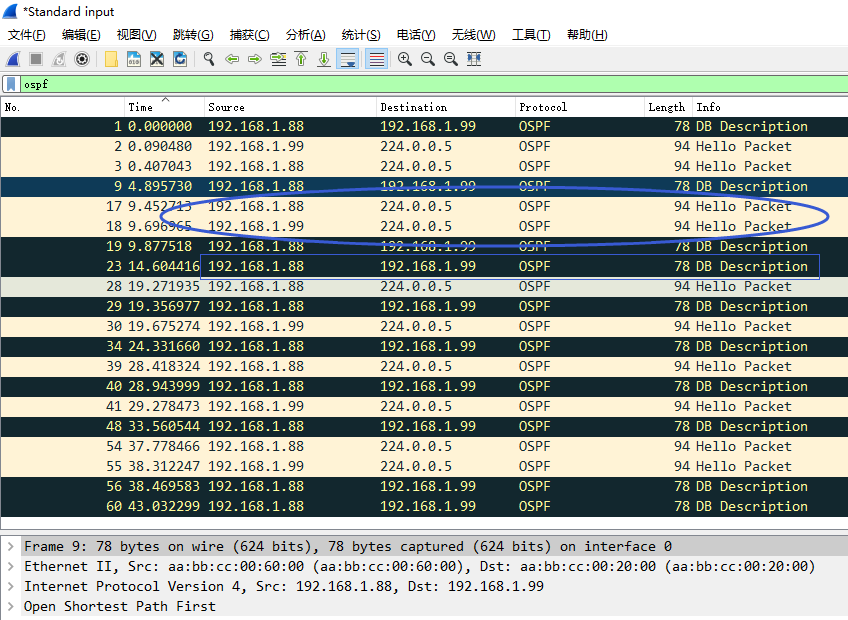 *Standard input
文件(F) 编辑(E) 视图(V) 跳转(G) 捕获(C) 分析(A) 统计(S) 电话(Y) 无线(W) 工具(T) 帮助(H)
ospf
No. Time Source Destination Protocol Length Info
1 0.000000 192.168.1.88 192.168.1.99 OSPF 78 DB Description
2 0.090480 192.168.1.99 224.0.0.5 OSPF 94 Hello Packet
3 0.407043 192.168.1.88 224.0.0.5 OSPF 94 Hello Packet
9 4.895730 192.168.1.88 192.168.1.99 OSPF 78 DB Description
17 9.452713 192.168.1.88 224.0.0.5 OSPF 94 Hello Packet
18 9.696965 192.168.1.99 224.0.0.5 OSPF 94 Hello Packet
19 9.877518 192.168.1.88 192.168.1.99 OSPF 78 DB Description
23 14.604416 192.168.1.88 192.168.1.99 OSPF 78 DB Description
28 19.271935 192.168.1.88 224.0.0.5 OSPF 94 Hello Packet
29 19.356977 192.168.1.88 192.168.1.99 OSPF 78 DB Description
30 19.675274 192.168.1.99 224.0.0.5 OSPF 94 Hello Packet
34 24.331660 192.168.1.88 192.168.1.99 OSPF 78 DB Description
39 28.418324 192.168.1.88 224.0.0.5 OSPF 94 Hello Packet
40 28.943999 192.168.1.88 192.168.1.99 OSPF 78 DB Description
41 29.278473 192.168.1.99 224.0.0.5 OSPF 94 Hello Packet
48 33.560544 192.168.1.88 192.168.1.99 OSPF 78 DB Description
54 37.778466 192.168.1.88 224.0.0.5 OSPF 94 Hello Packet
55 38.312247 192.168.1.99 224.0.0.5 OSPF 94 Hello Packet
56 38.469583 192.168.1.88 192.168.1.99 OSPF 78 DB Description
60 43.032299 192.168.1.88 192.168.1.99 OSPF 78 DB Description
Frame 9: 78 bytes on wire (624 bits), 78 bytes captured (624 bits) on interface 0
Ethernet II, Src: aa:bb:cc:00:60:00 (aa:bb:cc:00:60:00), Dst: aa:bb:cc:00:20:00 (aa:bb:cc:00:20:00)
Internet Protocol Version 4, Src: 192.168.1.88, Dst: 192.168.1.99
Open Shortest Path First